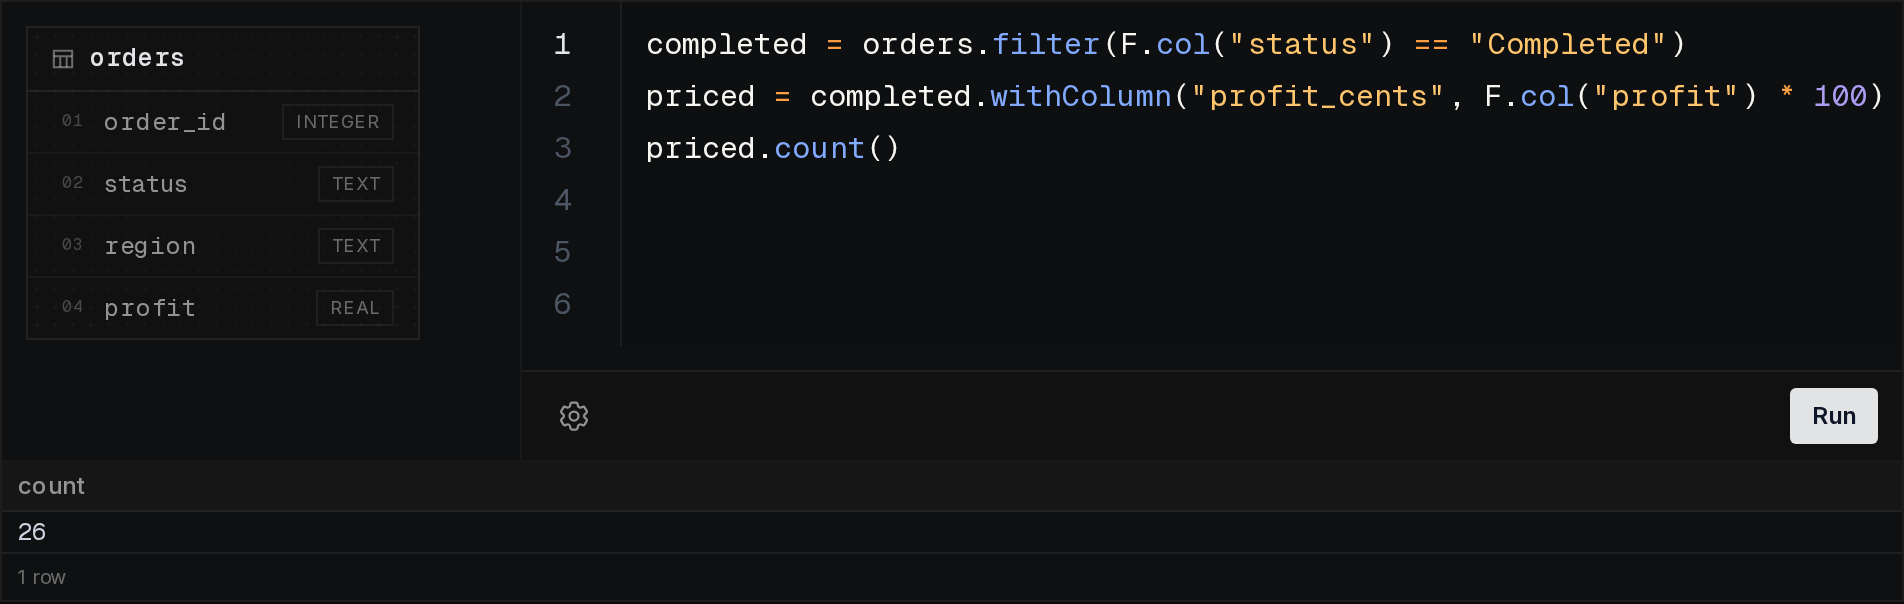 orders
01 order_id INTEGER
02 status TEXT
03 region TEXT
04 profit REAL
1 completed = orders.filter(F.col("status") == "Completed")
2 priced = completed.withColumn("profit_cents", F.col("profit") * 100)
3 priced.count()
4
5
6
Run
count
26
1 row